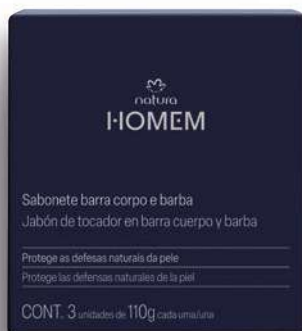 natura
HOMEM
Sabonete barra corpo e barba
Jabón de tocador en barra cuerpo y barba
Protege as defesas naturais da pele
Protege las defensas naturales de la piel
CONT. 3 unidades de 110g cada uma/una